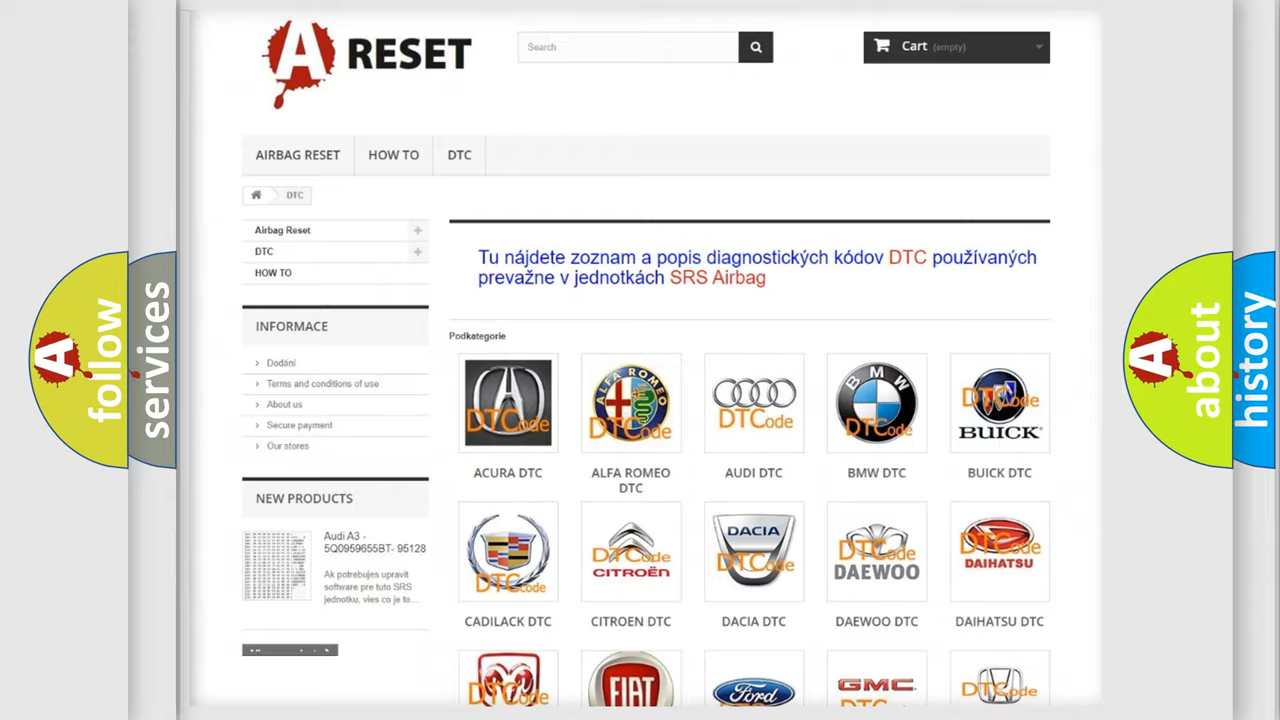 A RESET
Search
Cart (empty)
AIRBAG RESET
HOW TO
DTC
DTC
Airbag Reset
DTC
HOW TO
INFORMACE
Dodání
Terms and conditions of use
About us
Secure payment
Our stores
NEW PRODUCTS
Audi A3 -
5Q0959655BT- 95128
Ak potrebujes upravit
software pre tuto SRS
jednotku, vies co je to...
Tu nájdete zoznam a popis diagnostických kódov DTC používaných
prevažne v jednotkách SRS Airbag
Podkategorie
DTCode
ALFA ROMEO
DTCode
DTCode
BMW
DTCode
DTCode
BUICK
ACURA DTC
ALFA ROMEO
DTC
AUDI DTC
BMW DTC
BUICK DTC
DTCode
DTCode
CITROËN
DACIA
DTCode
DTCode
DAEWOO
DTCode
DAIHATSU
CADILACK DTC
CITROEN DTC
DACIA DTC
DAEWOO DTC
DAIHATSU DTC
DTCode
FIAT
Ford
GMC
DTCode
A
follow
services
A
about
history